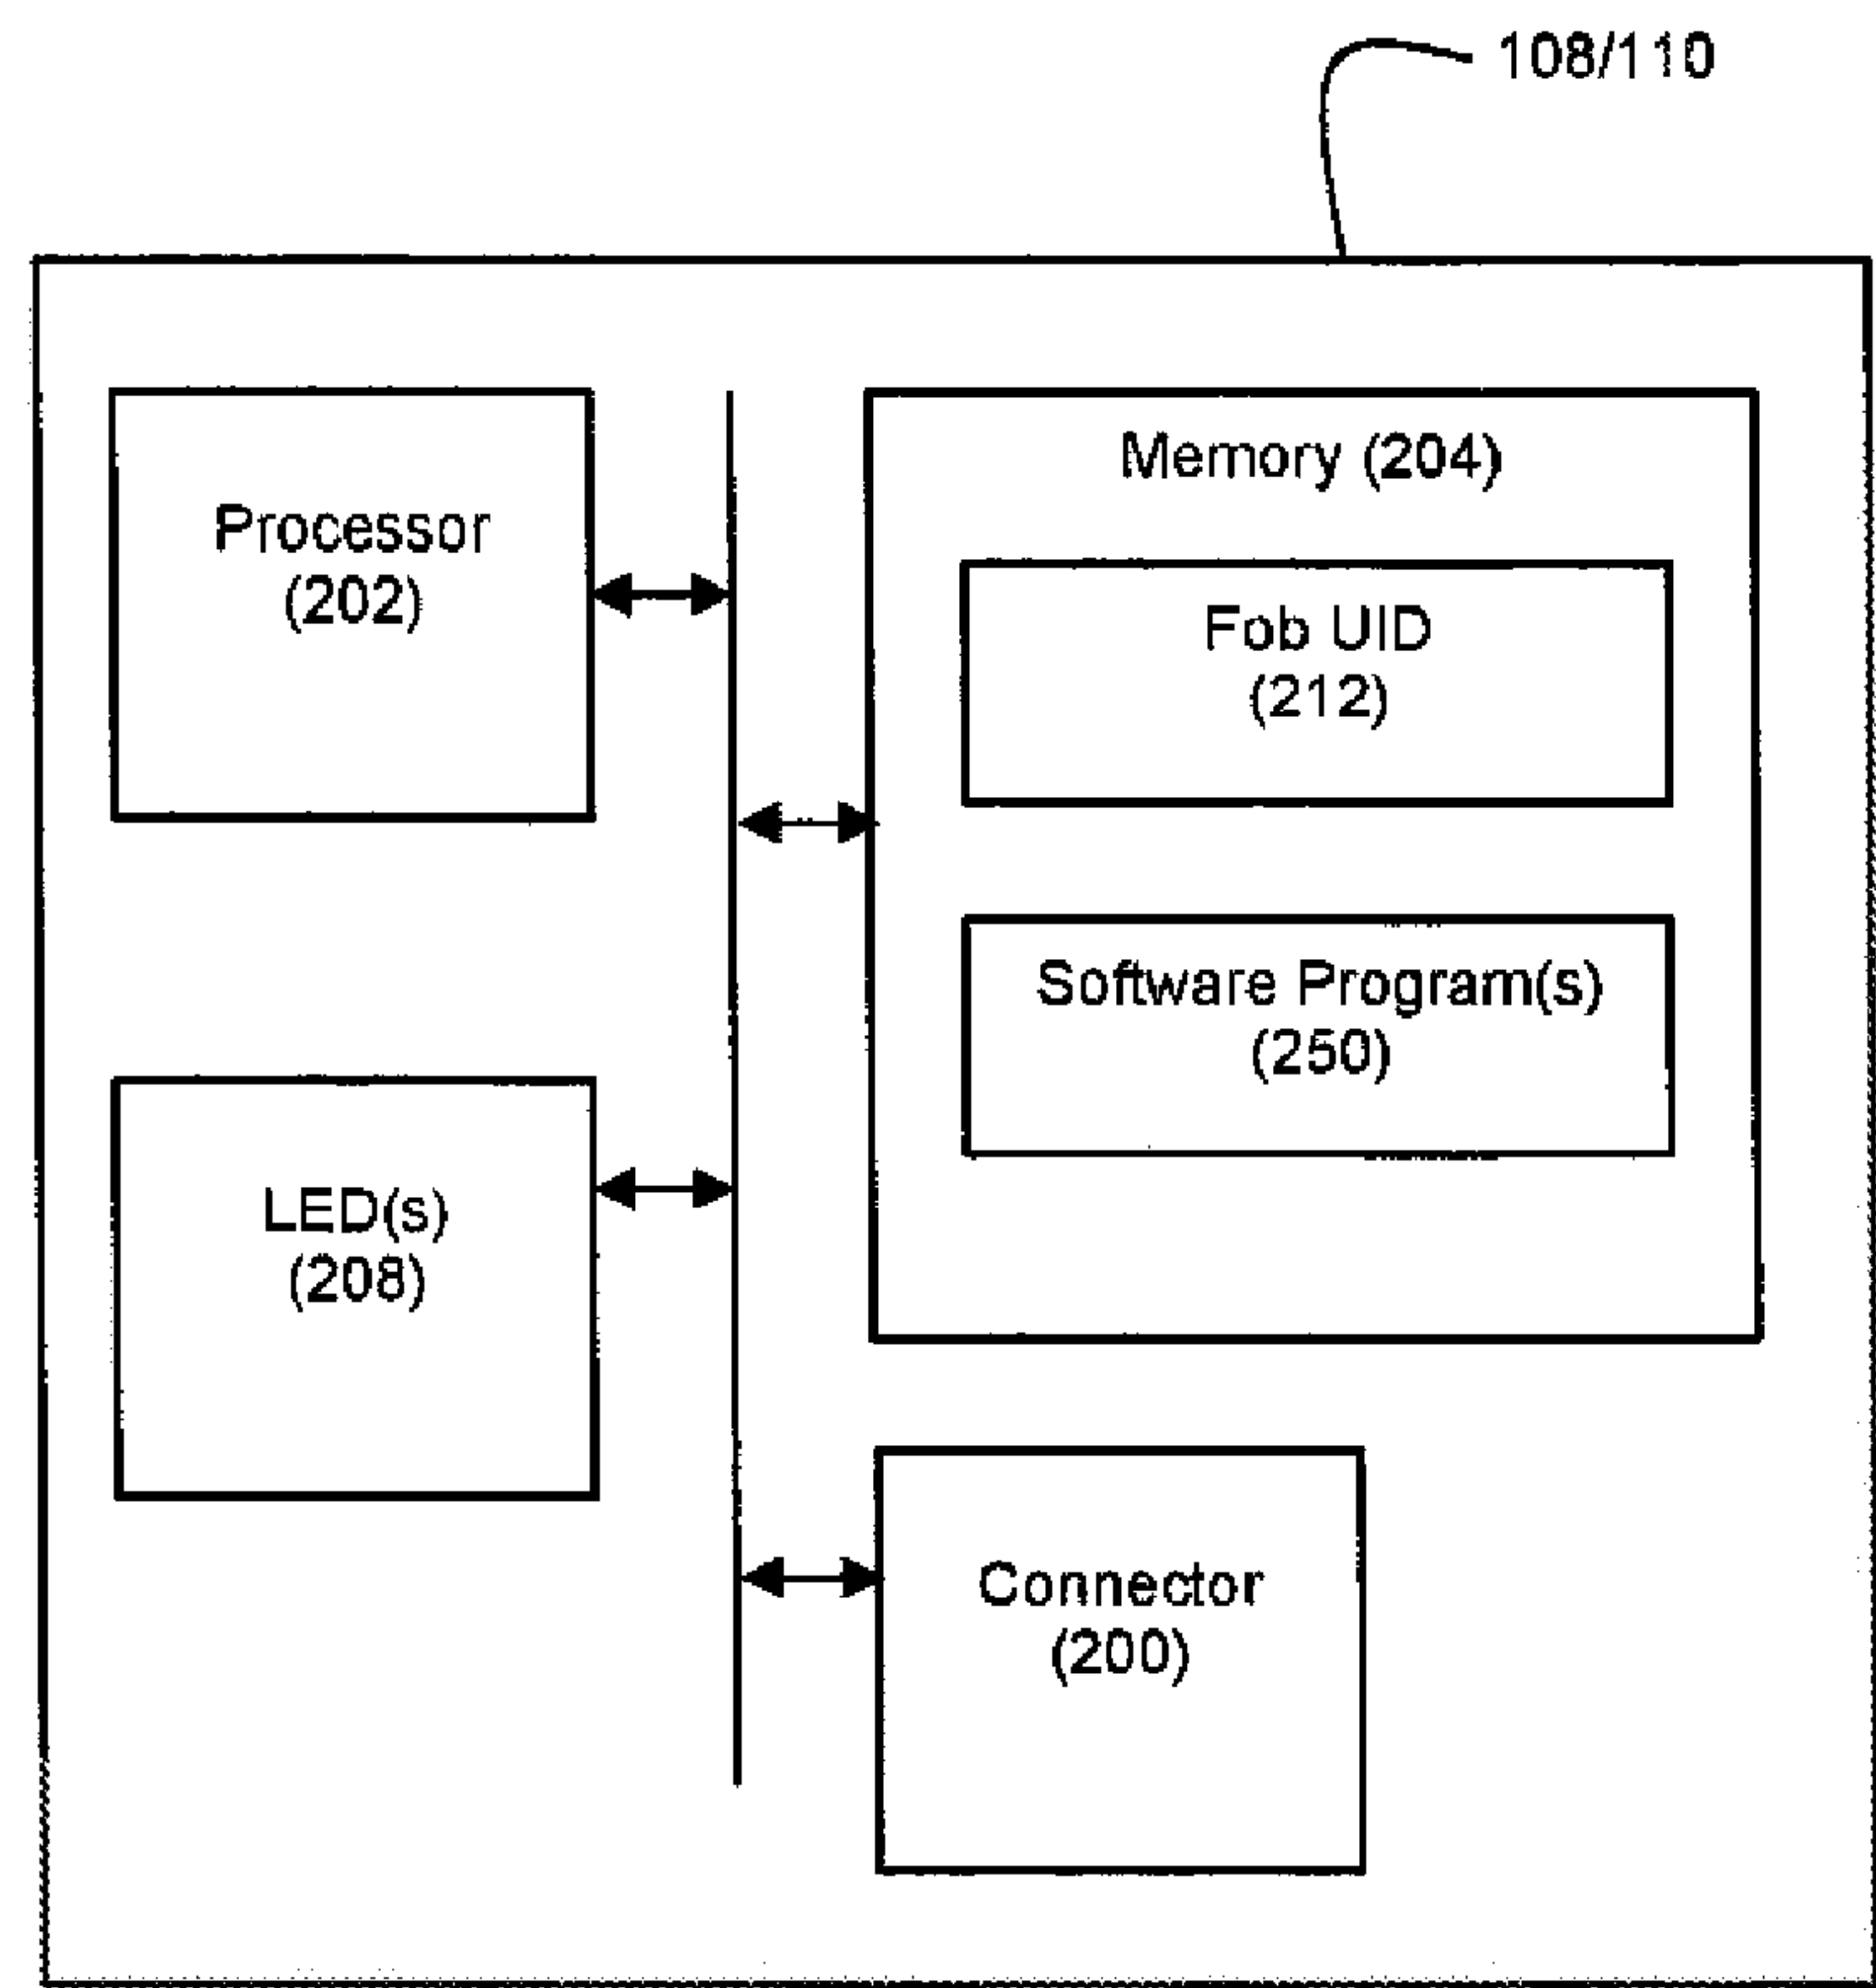 108/110
Processor
(202)
Memory (204)
Fob UID
(212)
Software Program(s)
(250)
LED(s)
(208)
Connector
(200)